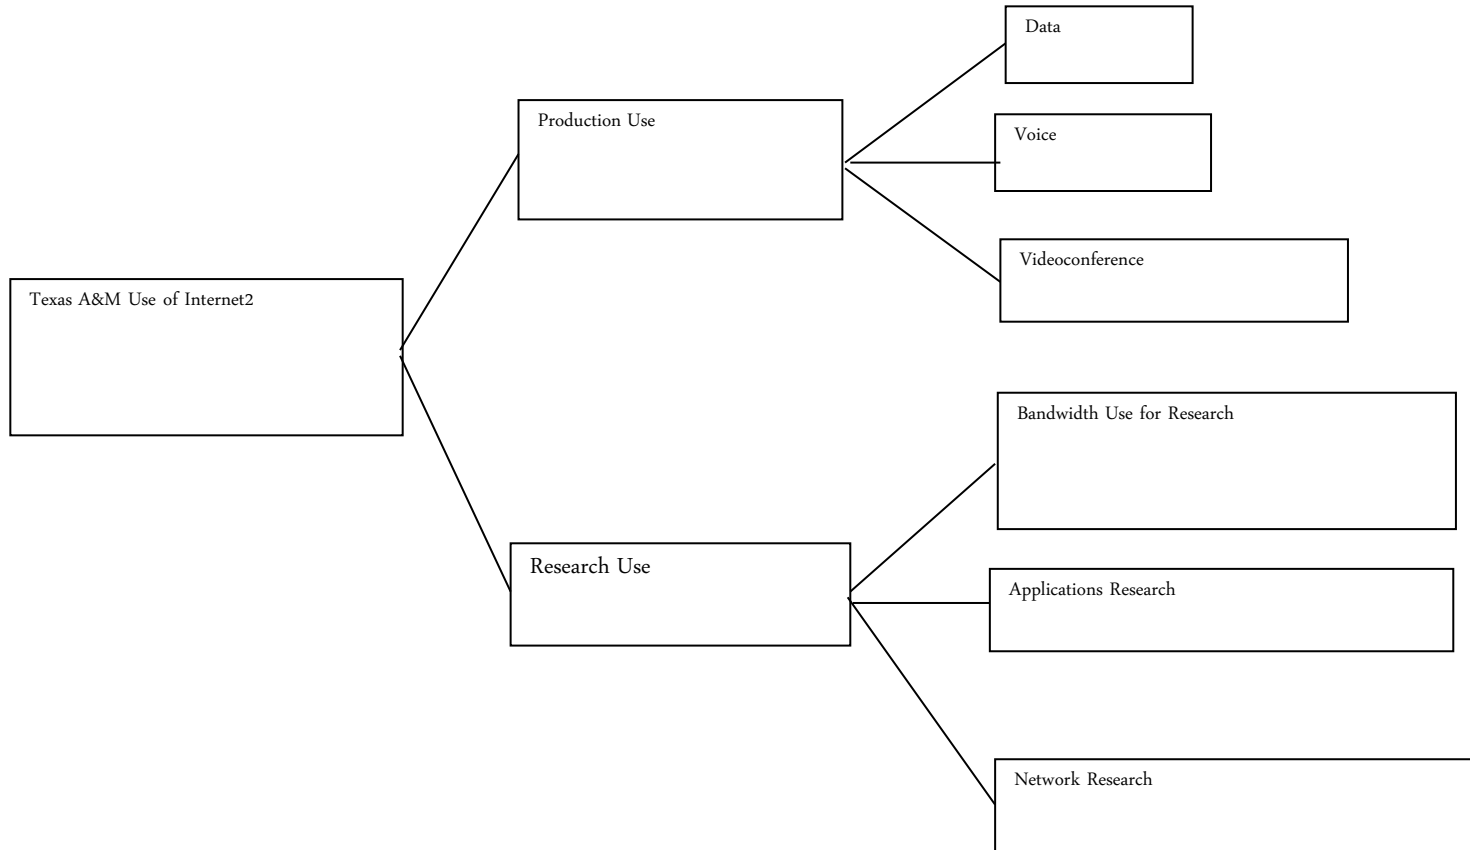 Data
Production Use
Voice
Videoconference
Texas A&M Use of Internet2
Bandwidth Use for Research
Research Use
Applications Research
Network Research